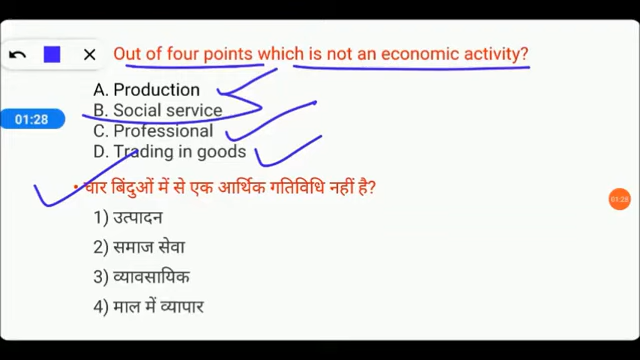 Out of four points which is not an economic activity?
A. Production
B. Social service
01:28
C. Professional
D. Trading in goods
• चार बिंदुओं में से एक आर्थिक गतिविधि नहीं है?
01:28
1) उत्पादन
2) समाज सेवा
3) व्यावसायिक
4) माल में व्यापार